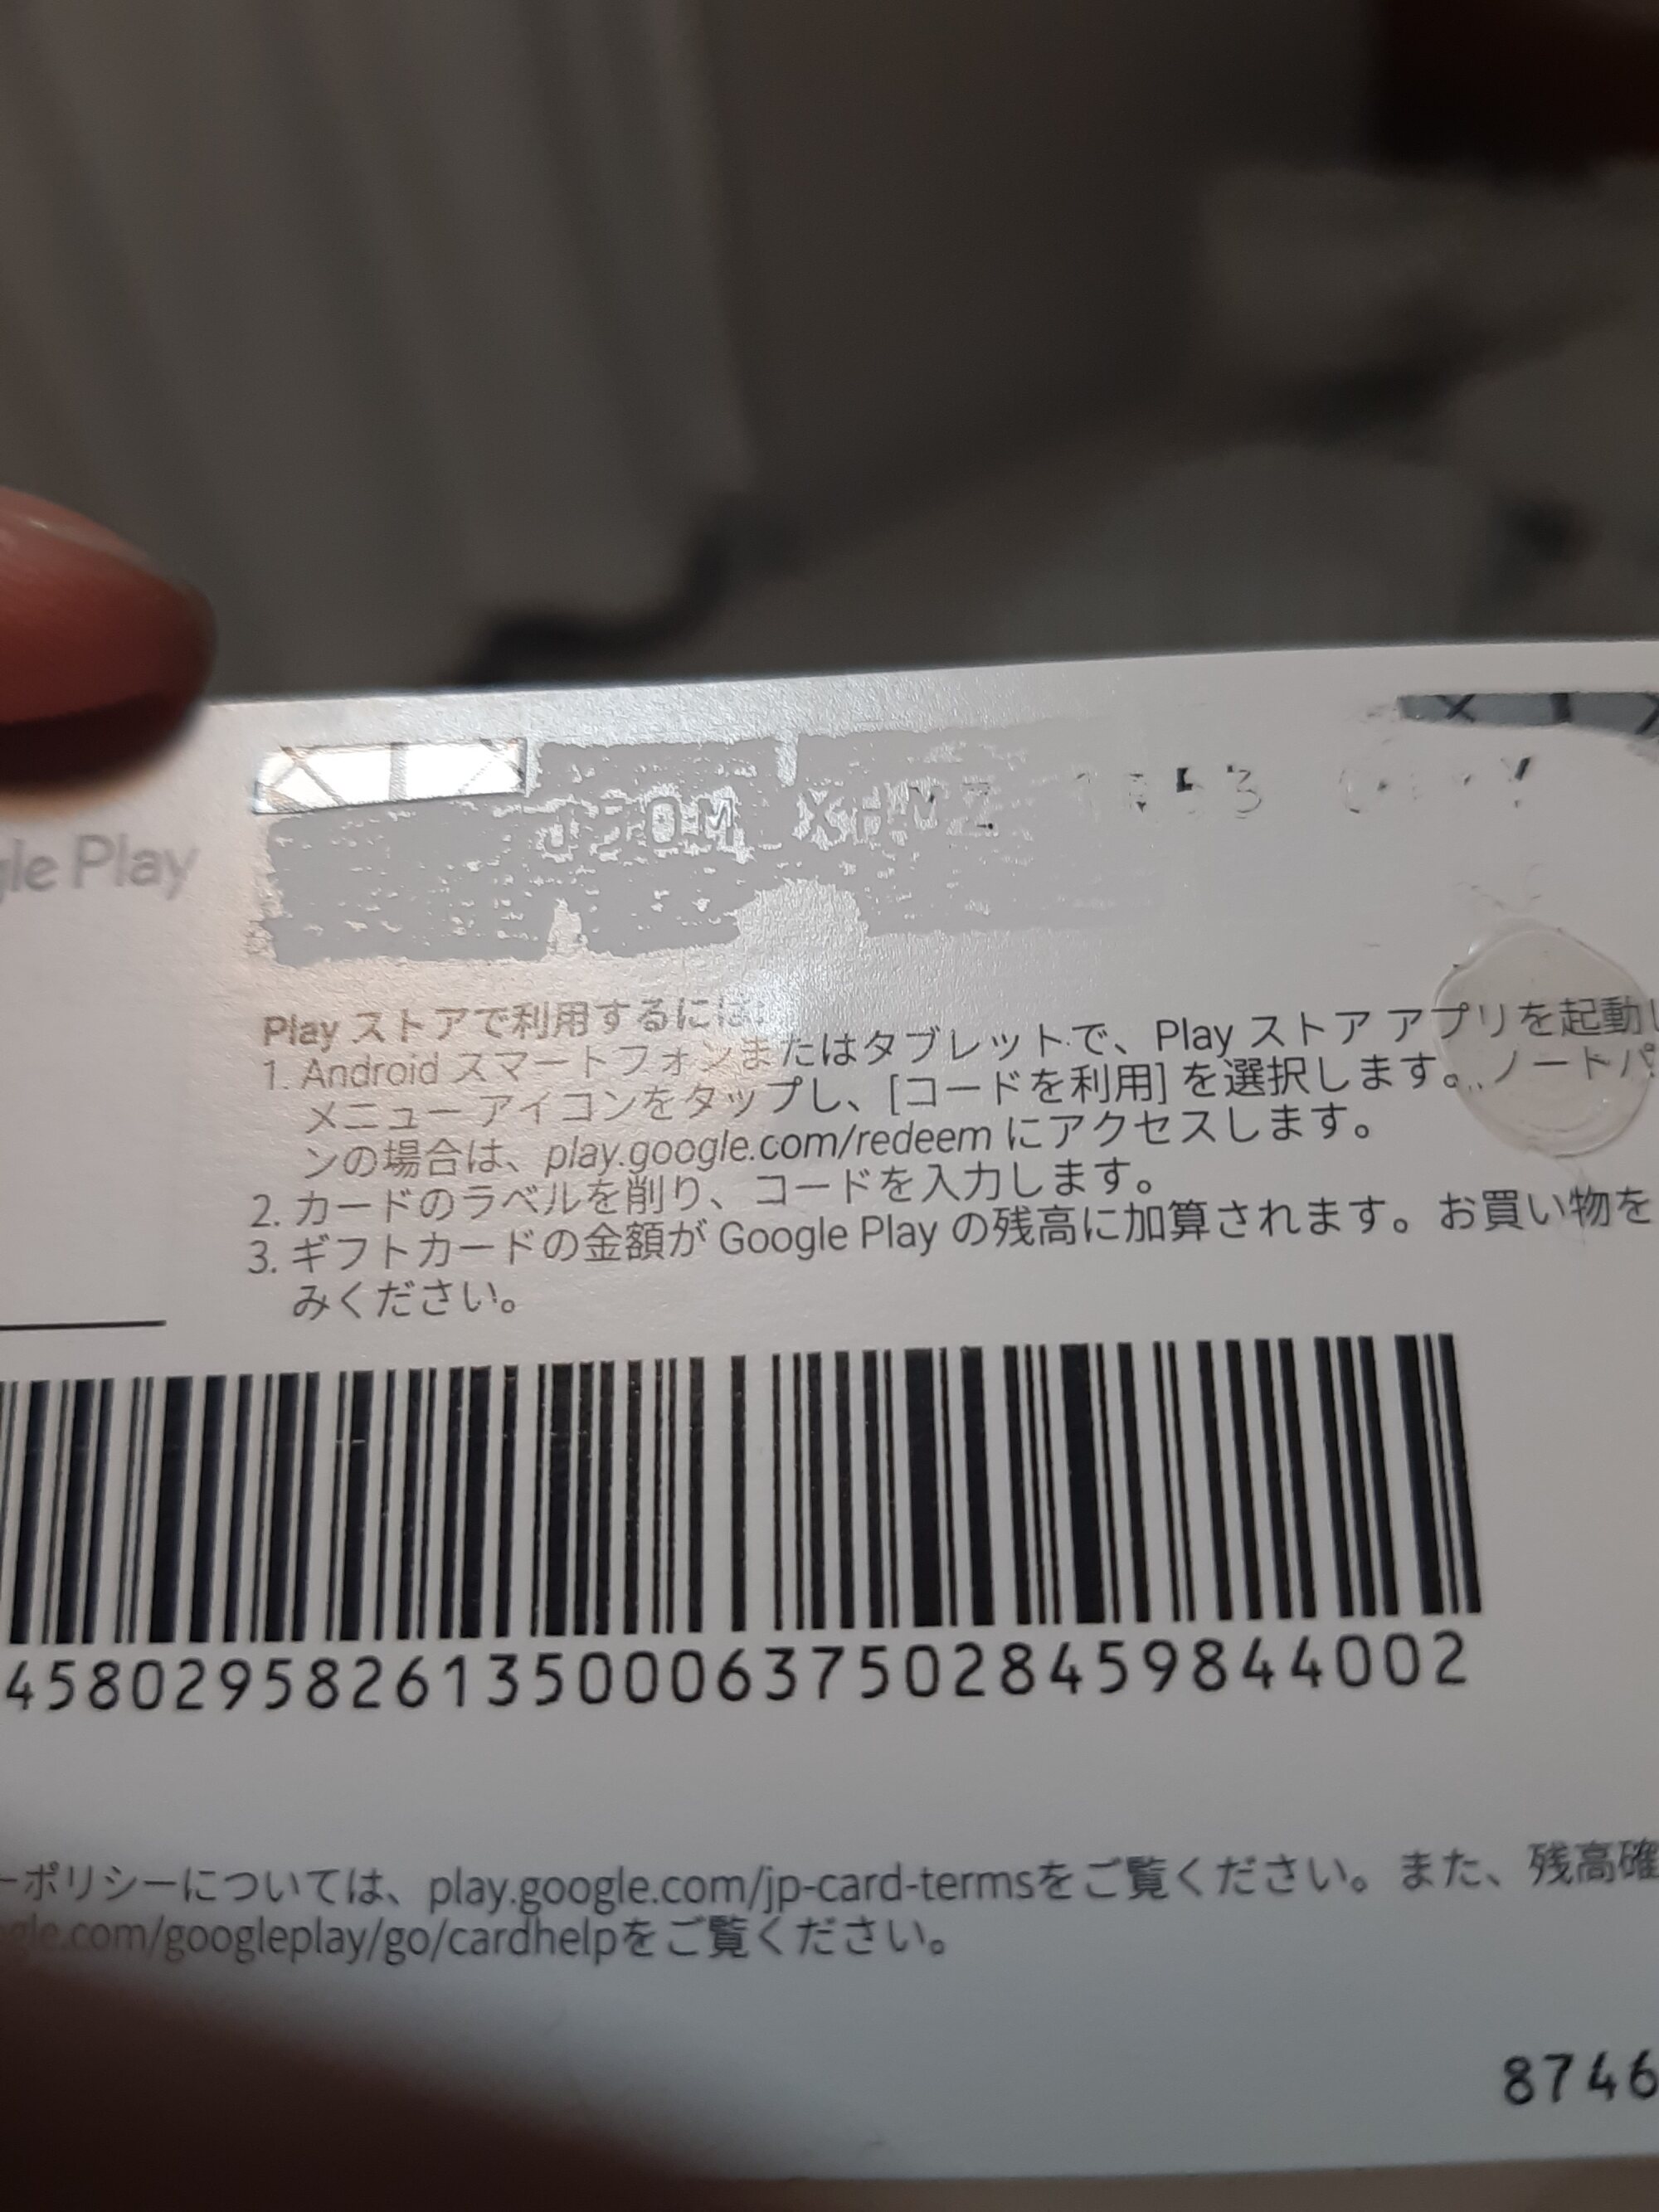 gle Play
Play ストアで利用するには:
1. Android スマートフォンまたはタブレットで、Play ストア アプリを起動し
メニュー アイコンをタップし、[コードを利用] を選択します。ノートパ
ンの場合は、play.google.com/redeem にアクセスします。
2. カードのラベルを削り、コードを入力します。
3. ギフトカードの金額が Google Play の残高に加算されます。お買い物を
みください。
45802958261350006375028459844002
ーポリシーについては、play.google.com/jp-card-termsをご覧ください。また、残高確
gle.com/googleplay/go/cardhelpをご覧ください。
8746